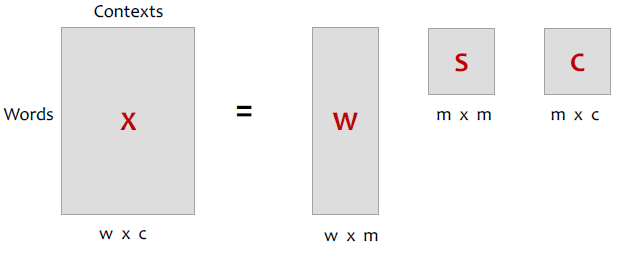 Contexts
Words
X
=
W
S
C
w x c
w x m
m x m
m x c